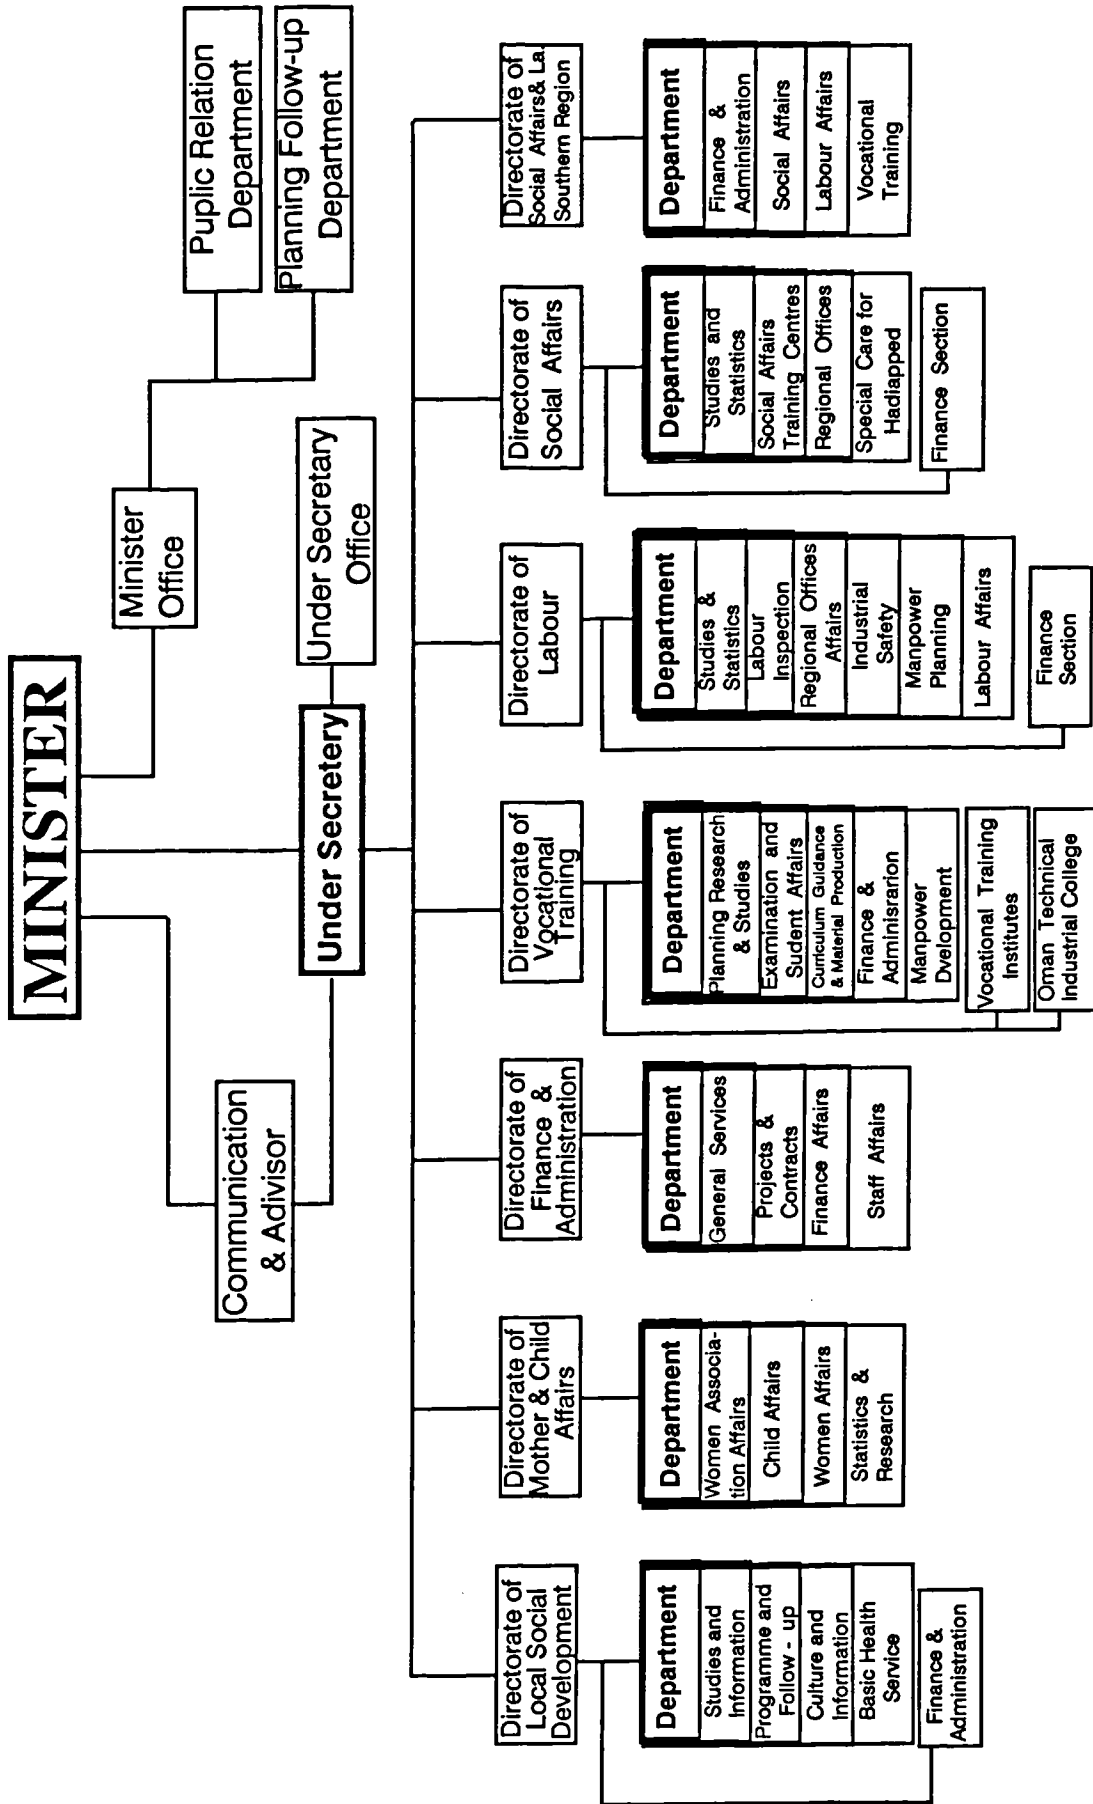 MINISTER
Minister
Office
Puplic Relation
Department
Planning Follow-up
Department
Communication
& Adivisor
Under Secretery
Under Secretary
Office
Directorate of
Local Social
Development
Department
Studies and
Information
Programme and
Follow - up
Culture and
Information
Basic Health
Service
Finance &
Administration
Directorate of
Mother & Child
Affairs
Department
Women Associa-
tion Affairs
Child Affairs
Women Affairs
Statistics &
Research
Directorate of
Finance &
Administration
Department
General Services
Projects &
Contracts
Finance Affairs
Staff Affairs
Directorate of
Vocational
Training
Department
Planning Research
& Studies
Examination and
Sudent Affairs
Curriculum Guidance
& Material Production
Finance &
Adminisrarion
Manpower
Dvelopment
Vocational Training
Institutes
Oman Technical
Industrial College
Directorate of
Labour
Department
Studies &
Statistics
Labour
Inspection
Regional Offices
Affairs
Industrial
Safety
Manpower
Planning
Labour Affairs
Finance
Section
Directorate of
Social Affairs
Department
Studies and
Statistics
Social Affairs
Training Centres
Regional Offices
Special Care for
Hadiapped
Finance Section
Directorate of
Social Affairs& La.
Southern Region
Department
Finance &
Administration
Social Affairs
Labour Affairs
Vocational
Training